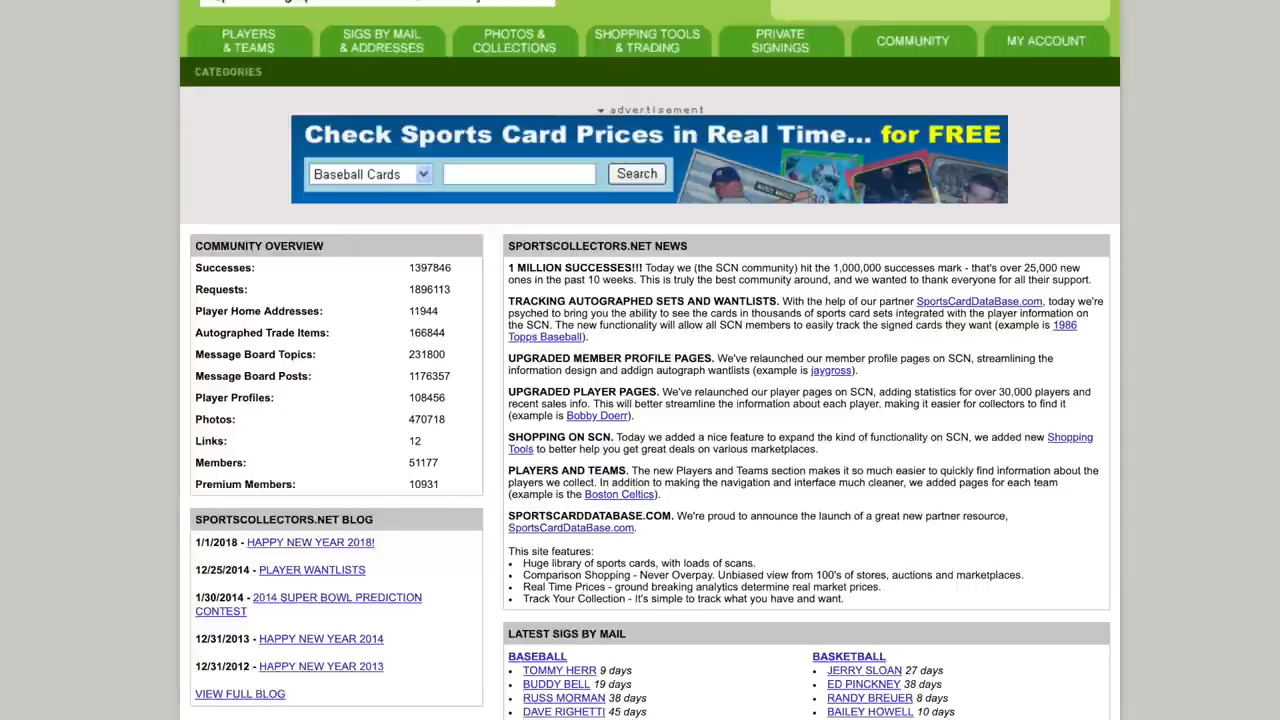 PLAYERS
& TEAMS
SIGS BY MAIL
& ADDRESSES
PHOTOS &
COLLECTIONS
SHOPPING TOOLS
& TRADING
PRIVATE
SIGNINGS
COMMUNITY
MY ACCOUNT
CATEGORIES
advertisement
Check Sports Card Prices in Real Time... for FREE
Baseball Cards
Search
COMMUNITY OVERVIEW
Successes: 1397846
Requests: 1896113
Player Home Addresses: 11944
Autographed Trade Items: 166844
Message Board Topics: 231800
Message Board Posts: 1176357
Player Profiles: 108456
Photos: 470718
Links: 12
Members: 51177
Premium Members: 10931
SPORTSCOLLECTORS.NET BLOG
1/1/2018 - HAPPY NEW YEAR 2018!
12/25/2014 - PLAYER WANTLISTS
1/30/2014 - 2014 SUPER BOWL PREDICTION
CONTEST
12/31/2013 - HAPPY NEW YEAR 2014
12/31/2012 - HAPPY NEW YEAR 2013
VIEW FULL BLOG
SPORTSCOLLECTORS.NET NEWS
1 MILLION SUCCESSES!!! Today we (the SCN community) hit the 1,000,000 successes mark - that's over 25,000 new
ones in the past 10 weeks. This is truly the best community around, and we wanted to thank everyone for all their support.
TRACKING AUTOGRAPHED SETS AND WANTLISTS. With the help of our partner SportsCardDataBase.com, today we're
psyched to bring you the ability to see the cards in thousands of sports card sets integrated with the player information on
the SCN. The new functionality will allow all SCN members to easily track the signed cards they want (example is 1986
Topps Baseball).
UPGRADED MEMBER PROFILE PAGES. We've relaunched our member profile pages on SCN, streamlining the
information design and addign autograph wantlists (example is jaygross).
UPGRADED PLAYER PAGES. We've relaunched our player pages on SCN, adding statistics for over 30,000 players and
recent sales info. This will better streamline the information about each player, making it easier for collectors to find it
(example is Bobby Doerr).
SHOPPING ON SCN. Today we added a nice feature to expand the kind of functionality on SCN, we added new Shopping
Tools to better help you get great deals on various marketplaces.
PLAYERS AND TEAMS. The new Players and Teams section makes it so much easier to quickly find information about the
players we collect. In addition to making the navigation and interface much cleaner, we added pages for each team
(example is the Boston Celtics).
SPORTSCARDDATABASE.COM. We're proud to announce the launch of a great new partner resource,
SportsCardDataBase.com.
This site features:
• Huge library of sports cards, with loads of scans.
• Comparison Shopping - Never Overpay. Unbiased view from 100's of stores, auctions and marketplaces.
• Real Time Prices - ground breaking analytics determine real market prices.
• Track Your Collection - It's simple to track what you have and want.
LATEST SIGS BY MAIL
BASEBALL
• TOMMY HERR 9 days
• BUDDY BELL 19 days
• RUSS MORMAN 38 days
• DAVE RIGHETTI 45 days
BASKETBALL
• JERRY SLOAN 27 days
• ED PINCKNEY 38 days
• RANDY BREUER 8 days
• BAILEY HOWELL 10 days